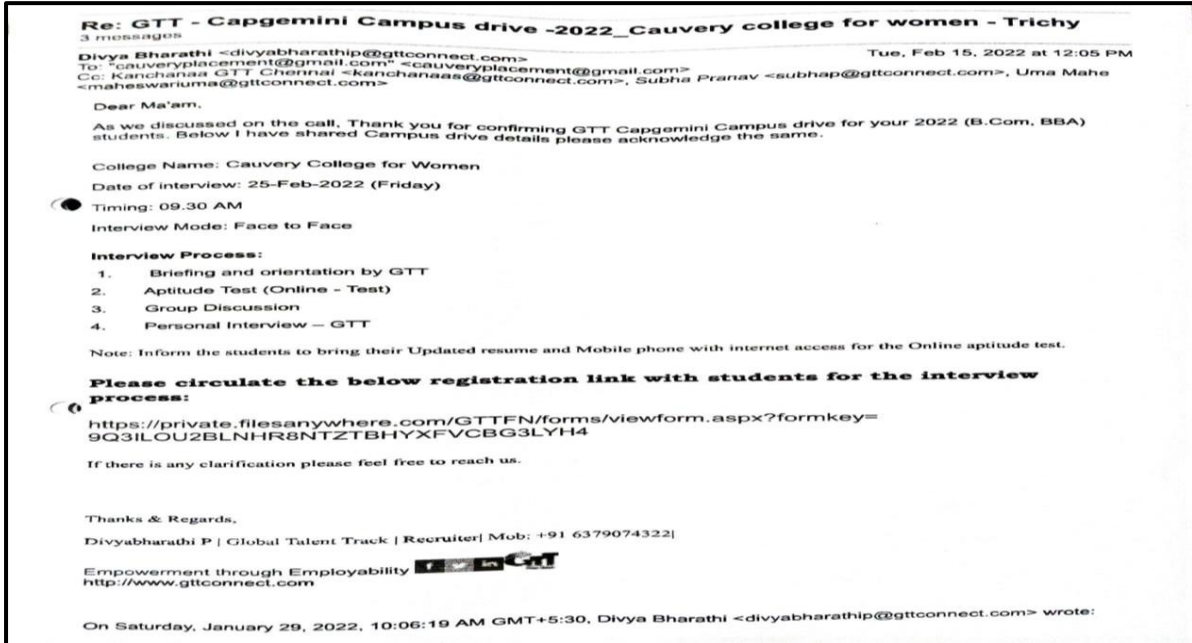 Re: GTT - Capgemini Campus drive -2022_Cauvery college for women - Trichy
3 messages
Divya Bharathi <divyabharathip@gttconnect.com>
Tue, Feb 15, 2022 at 12:05 PM
To: "cauveryplacement@gmail.com" <cauveryplacement@gmail.com>
Cc: Kanchanaa GTT Chennai <kanchanaas@gttconnect.com>, Subha Pranav <subhap@gttconnect.com>, Uma Mahe
<maheswariuma@gttconnect.com>
Dear Ma'am,
As we discussed on the call, Thank you for confirming GTT Capgemini Campus drive for your 2022 (B.Com, BBA)
students. Below I have shared Campus drive details please acknowledge the same.
College Name: Cauvery College for Women
Date of interview: 25-Feb-2022 (Friday)
Timing: 09.30 AM
Interview Mode: Face to Face
Interview Process:
1. Briefing and orientation by GTT
2. Aptitude Test (Online - Test)
3. Group Discussion
4. Personal Interview – GTT
Note: Inform the students to bring their Updated resume and Mobile phone with internet access for the Online aptitude test.
Please circulate the below registration link with students for the interview
process:
https://private.filesanywhere.com/GTTFN/forms/viewform.aspx?formkey=
9Q3ILOU2BLNHR8NTZTBHYXFVCBG3LYH4
If there is any clarification please feel free to reach us.
Thanks & Regards,
Divyabharathi P | Global Talent Track | Recruiter| Mob: +91 6379074322|
Empowerment through Employability f in GTT
http://www.gttconnect.com
On Saturday, January 29, 2022, 10:06:19 AM GMT+5:30, Divya Bharathi <divyabharathip@gttconnect.com> wrote: